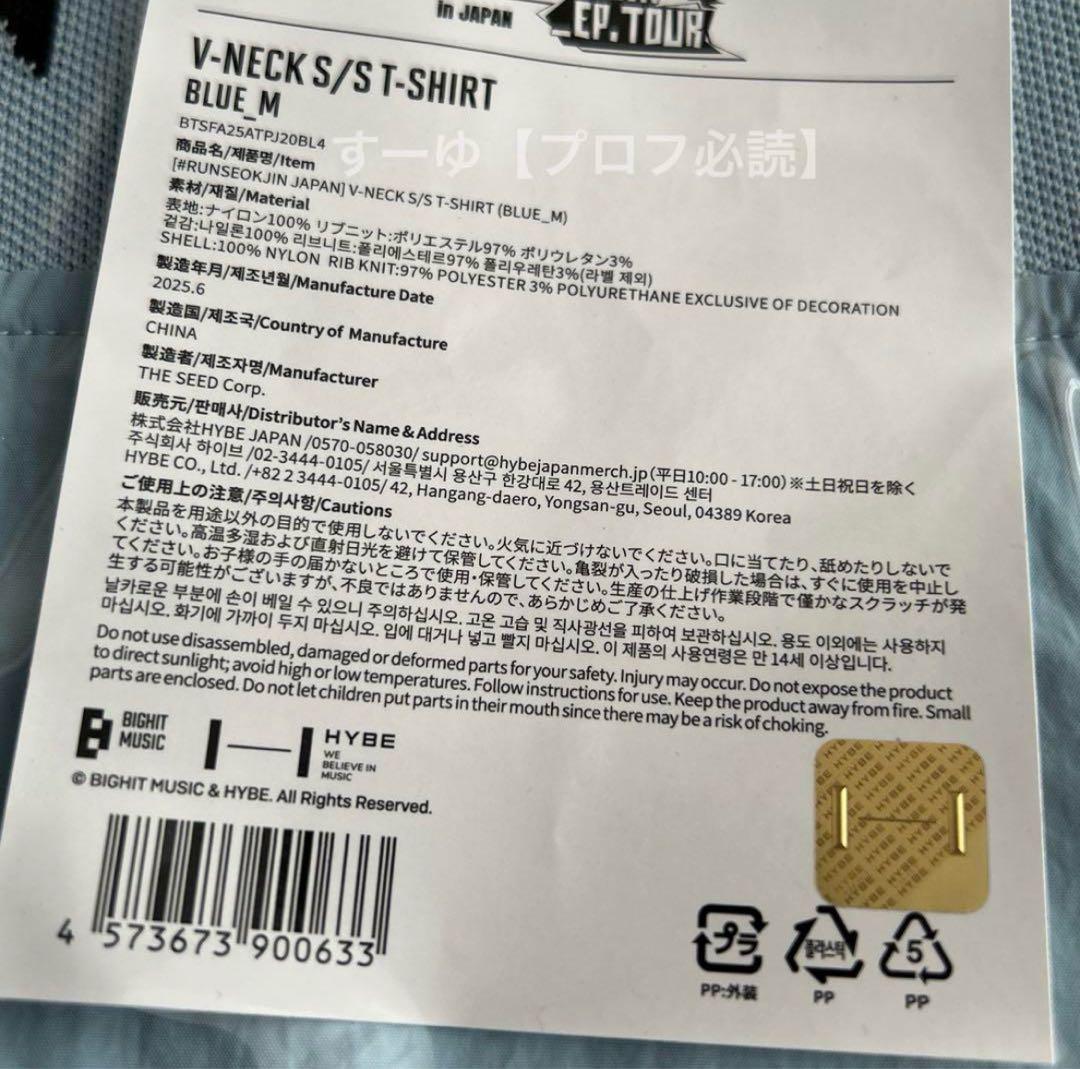 in JAPAN
_EP.TOUR
V-NECK S/S T-SHIRT
BLUE_M
BTSFA25ATPJ20BL4
すーゆ【プロフ必読】
商品名/제품명/Item
[#RUNSEOKJIN JAPAN] V-NECK S/S T-SHIRT (BLUE_M)
素材/재질/Material
表地:ナイロン100% リブニット:ポリエステル97% ポリウレタン3%
겉감:나일론100% 리브니트:폴리에스테르97% 폴리우레탄3%(라벨 제외)
SHELL:100% NYLON RIB KNIT:97% POLYESTER 3% POLYURETHANE EXCLUSIVE OF DECORATION
製造年月/제조년월/Manufacture Date
2025.6
製造国/제조국/Country of Manufacture
CHINA
製造者/제조자명/Manufacturer
THE SEED Corp.
販売元/판매사/Distributor's Name & Address
株式会社HYBE JAPAN /0570-058030/ support@hybejapanmerch.jp (平日10:00 - 17:00) ※土日祝日を除く
주식회사 하이브 /02-3444-0105/ 서울특별시 용산구 한강대로 42, 용산트레이드 센터
HYBE CO., Ltd. /+82 2 3444-0105/ 42, Hangang-daero, Yongsan-gu, Seoul, 04389 Korea
ご使用上の注意/주의사항/Cautions
本製品を用途以外の目的で使用しないでください。火気に近づけないでください。口に当てたり、舐めたりしないで
ください。高温多湿および直射日光を避けて保管してください。亀裂が入ったり破損した場合は、すぐに使用を中止し
てください。お子様の手の届かないところで使用・保管してください。生産の仕上げ作業段階で僅かなスクラッチが発
生する可能性がございますが、不良ではありませんので、あらかじめご了承ください。
날카로운 부분에 손이 베일 수 있으니 주의하십시오. 고온 고습 및 직사광선을 피하여 보관하십시오. 용도 이외에는 사용하지
마십시오. 화기에 가까이 두지 마십시오. 입에 대거나 넣고 빨지 마십시오. 이 제품의 사용연령은 만 14세 이상입니다.
Do not use disassembled, damaged or deformed parts for your safety. Injury may occur. Do not expose the product
to direct sunlight; avoid high or low temperatures. Follow instructions for use. Keep the product away from fire. Small
parts are enclosed. Do not let children put parts in their mouth since there may be a risk of choking.
BIGHIT
MUSIC
HYBE
WE
BELIEVE IN
MUSIC
© BIGHIT MUSIC & HYBE. All Rights Reserved.
4 573673 900633
プラ
PP:外装
플라스틱
PP
5
PP